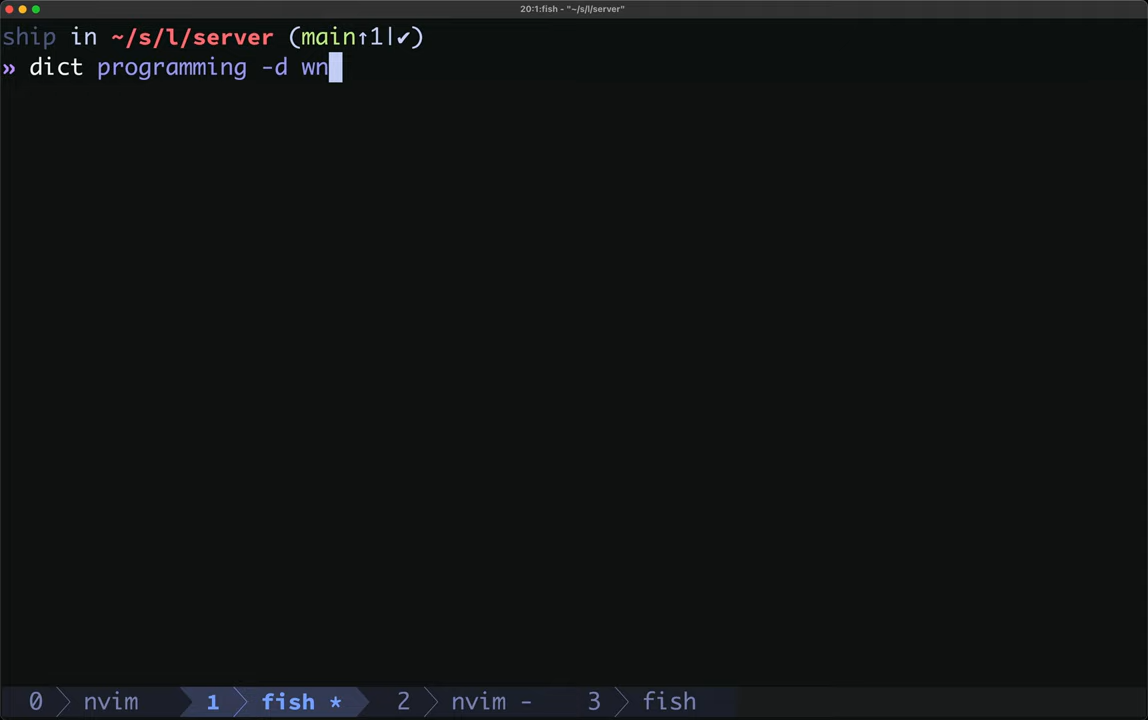 20:1:fish - "~/s/l/server"
ship in ~/s/l/server (main↑1|✔)
» dict programming -d wn
0 nvim 1 fish * 2 nvim - 3 fish